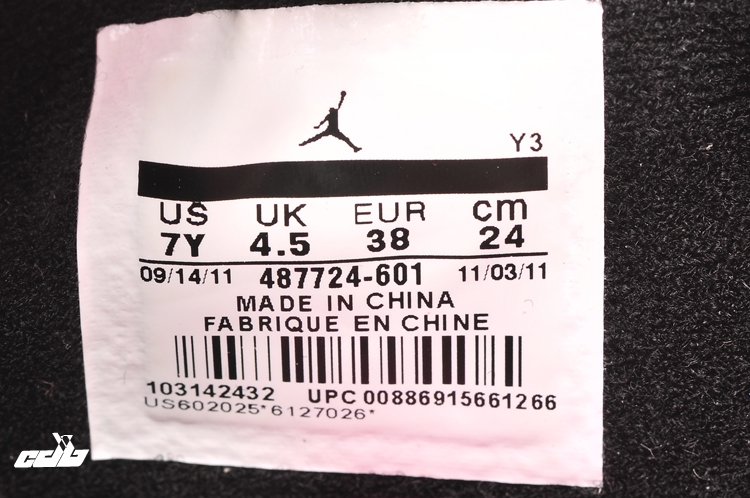 Y3
US UK EUR cm
7Y 4.5 38 24
09/14/11 487724-601 11/03/11
MADE IN CHINA
FABRIQUE EN CHINE
103142432 UPC 00886915661266
US602025*6127026*
cdb